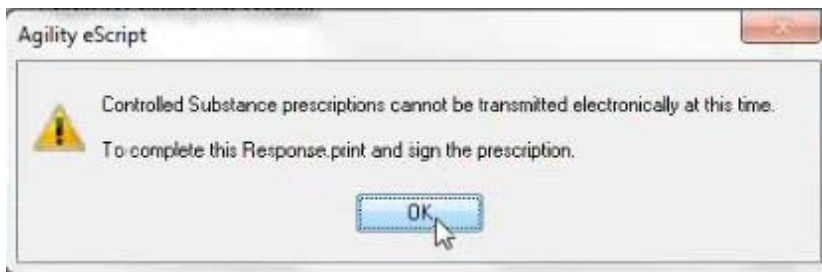 Agility eScript
Controlled Substance prescriptions cannot be transmitted electronically at this time.
To complete this Response.print and sign the prescription.
OK